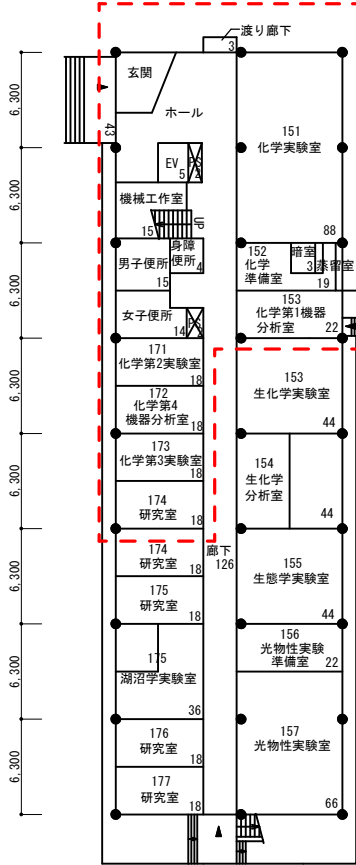 渡り廊下
3
玄関
ホール
43
151
化学実験室
88
EV
5
PS
2
機械工作室
15
UP
身障
便所
4
男子便所
15
女子便所
14
PS
2
152
化学
準備室
19
暗室
3
蒸留室
153
化学第1機器
分析室
22
171
化学第2実験室
18
172
化学第4
機器分析室
18
173
化学第3実験室
18
174
研究室
18
153
生化学実験室
44
154
生化学
分析室
44
廊下
126
174
研究室
18
155
生態学実験室
44
175
研究室
18
175
湖沼学実験室
36
156
光物性実験
準備室
22
176
研究室
18
157
光物性実験室
66
177
研究室
18
6,300
6,300
6,300
6,300
6,300
6,300
6,300
6,300